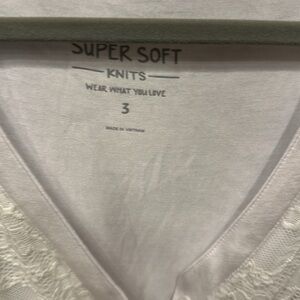 SUPER SOFT
KNITS
WEAR WHAT YOU LOVE
3
MADE IN VIETNAM